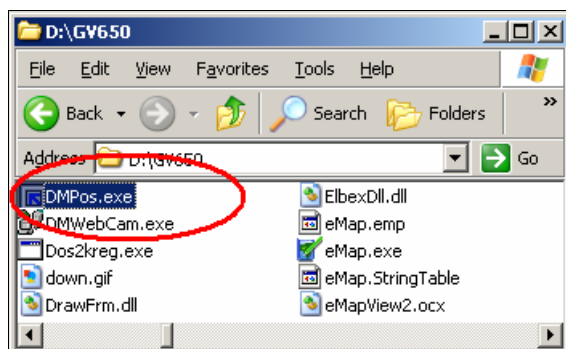 D:\GV650
File Edit View Favorites Tools Help
Back Search Folders »
Address D:\GV650 Go
DMPos.exe ElbexDll.dll
DMWebCam.exe eMap.emp
Dos2kreg.exe eMap.exe
down.gif eMap.StringTable
DrawFrm.dll eMapView2.ocx